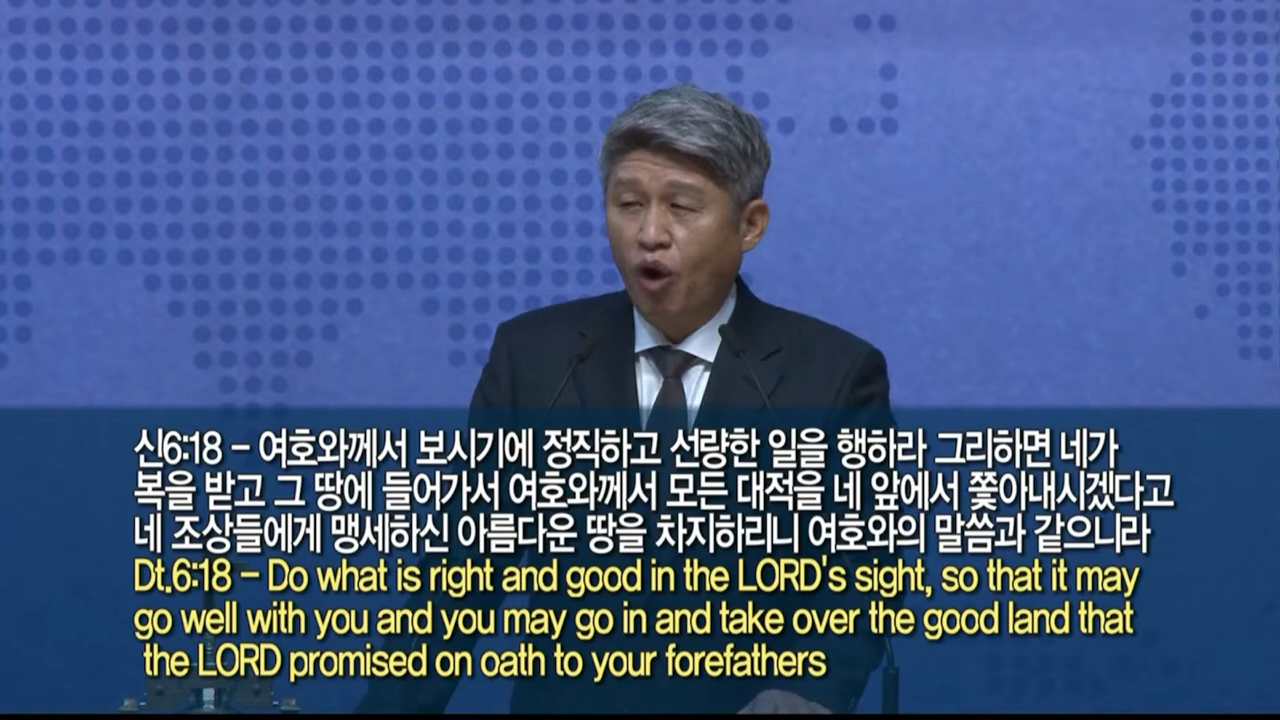 신6:18 - 여호와께서 보시기에 정직하고 선량한 일을 행하라 그리하면 네가
복을 받고 그 땅에 들어가서 여호와께서 모든 대적을 네 앞에서 쫓아내시겠다고
네 조상들에게 맹세하신 아름다운 땅을 차지하리니 여호와의 말씀과 같으니라
Dt.6:18 - Do what is right and good in the LORD's sight, so that it may
go well with you and you may go in and take over the good land that
the LORD promised on oath to your forefathers